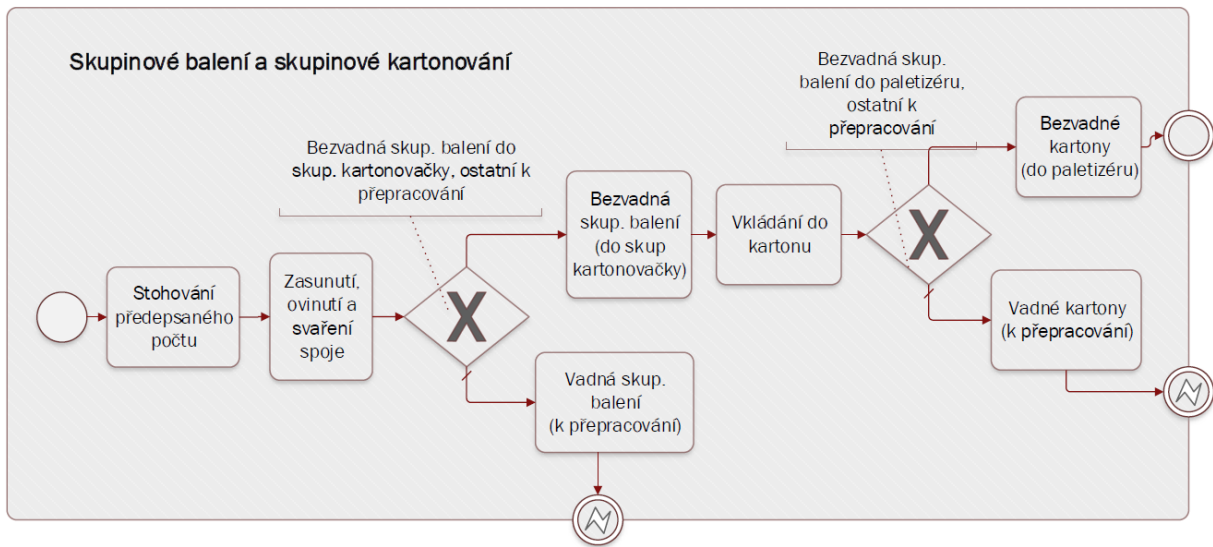 Skupinové balení a skupinové kartonování
Bezvadná skup. balení do
skup. kartonovačky, ostatní k
přepracování
Bezvadná skup.
balení do paletizéru,
ostatní k
přepracování
Stohování
předepsaného
počtu
Zasunutí,
ovinutí a
svaření
spoje
X
Bezvadná
skup. balení
(do skup
kartonovačky)
Vkládání do
kartonu
X
Bezvadné
kartony
(do paletizéru)
Vadné kartony
(k přepracování)
Vadná skup.
balení
(k přepracování)